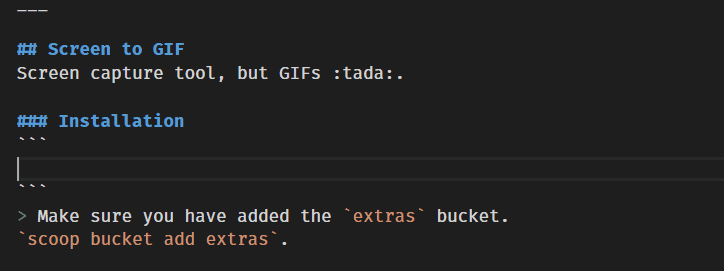 ---
## Screen to GIF
Screen capture tool, but GIFs :tada:.
### Installation
```
```
> Make sure you have added the `extras` bucket.
`scoop bucket add extras`.